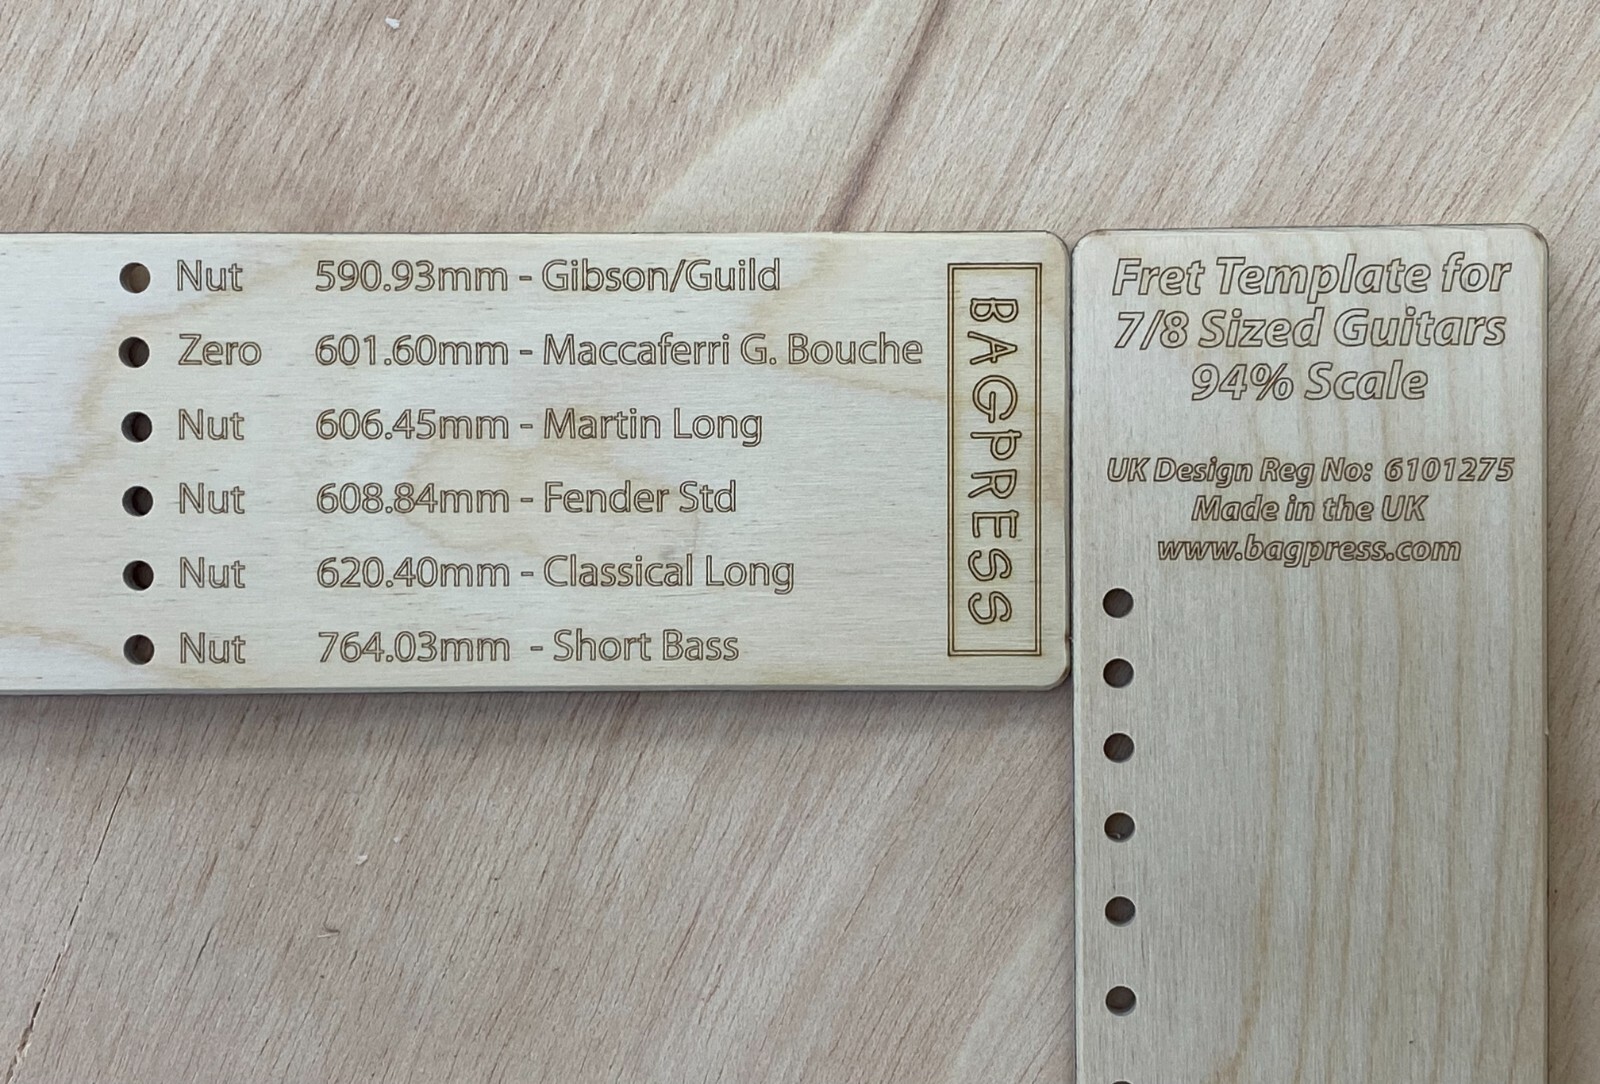 Nut 590.93mm - Gibson/Guild
Zero 601.60mm - Maccaferri G. Bouche
Nut 606.45mm - Martin Long
Nut 608.84mm - Fender Std
Nut 620.40mm - Classical Long
Nut 764.03mm - Short Bass
BAGPRESS
Fret Template for
7/8 Sized Guitars
94% Scale
UK Design Reg No: 6101275
Made in the UK
www.bagpress.com